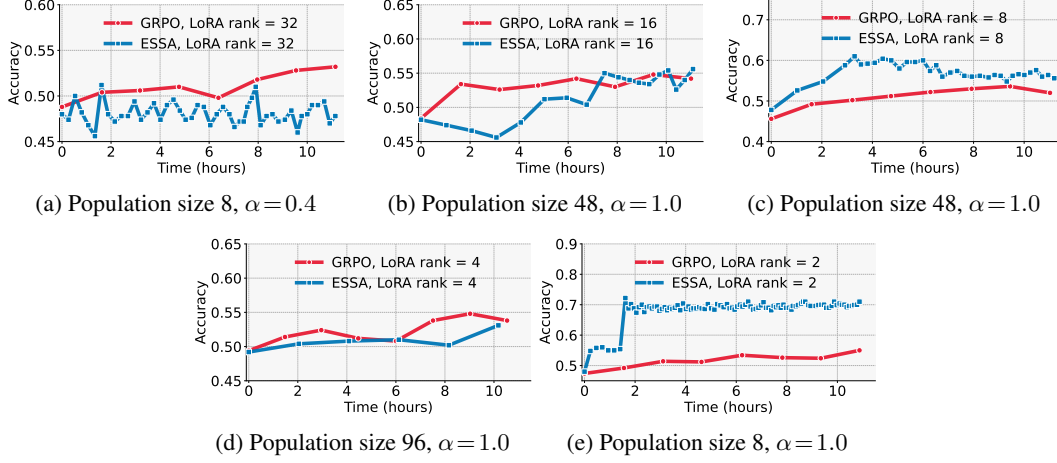 0.60
0.55
0.50
0.45
Accuracy
GRPO, LoRA rank = 32
ESSA, LoRA rank = 32
0 2 4 6 8 10
Time (hours)
(a) Population size 8, α=0.4
0.65
0.60
0.55
0.50
0.45
Accuracy
GRPO, LoRA rank = 16
ESSA, LoRA rank = 16
0 2 4 6 8 10
Time (hours)
(b) Population size 48, α=1.0
0.7
0.6
0.5
0.4
Accuracy
GRPO, LoRA rank = 8
ESSA, LoRA rank = 8
0 2 4 6 8 10
Time (hours)
(c) Population size 48, α=1.0
0.65
0.60
0.55
0.50
0.45
Accuracy
GRPO, LoRA rank = 4
ESSA, LoRA rank = 4
0 2 4 6 8 10
Time (hours)
(d) Population size 96, α=1.0
0.9
0.8
0.7
0.6
0.5
Accuracy
GRPO, LoRA rank = 2
ESSA, LoRA rank = 2
0 2 4 6 8 10
Time (hours)
(e) Population size 8, α=1.0